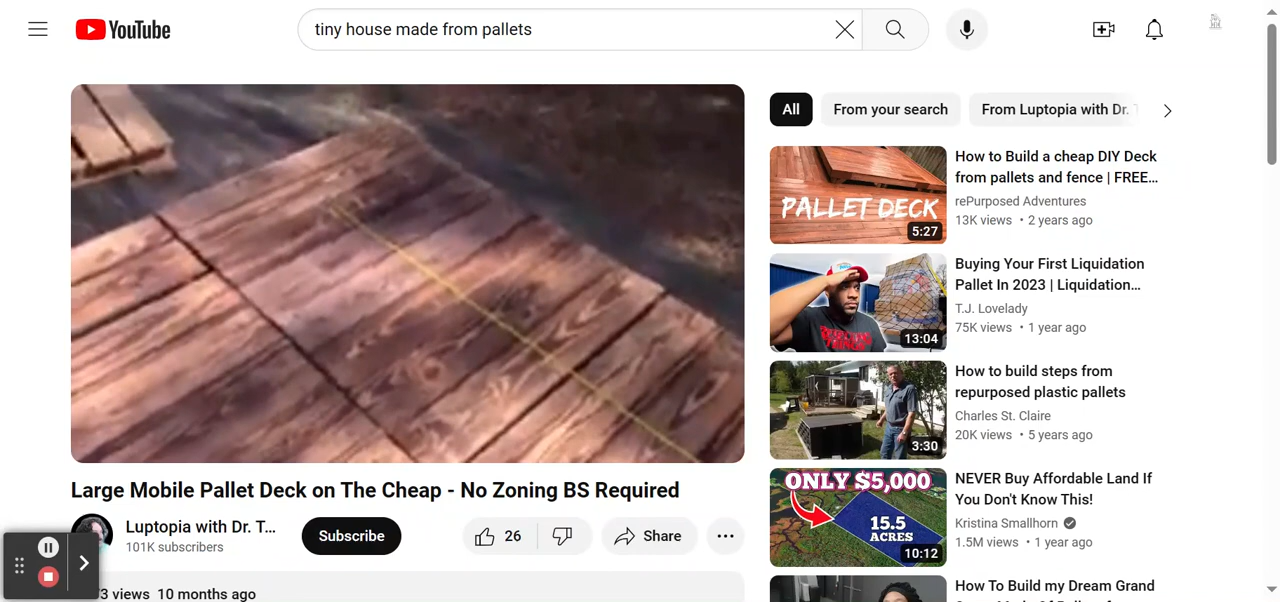 YouTube
tiny house made from pallets
All
From your search
From Luptopia with Dr.
PALLET DECK
5:27
How to Build a cheap DIY Deck
from pallets and fence | FREE...
rePurposed Adventures
13K views • 2 years ago
13:04
Buying Your First Liquidation
Pallet In 2023 | Liquidation...
T.J. Lovelady
75K views • 1 year ago
3:30
How to build steps from
repurposed plastic pallets
Charles St. Claire
20K views • 5 years ago
ONLY $5,000
15.5
ACRES
10:12
NEVER Buy Affordable Land If
You Don't Know This!
Kristina Smallhorn
1.5M views • 1 year ago
How To Build my Dream Grand
Large Mobile Pallet Deck on The Cheap - No Zoning BS Required
Luptopia with Dr. T...
101K subscribers
Subscribe
26
Share
3 views 10 months ago